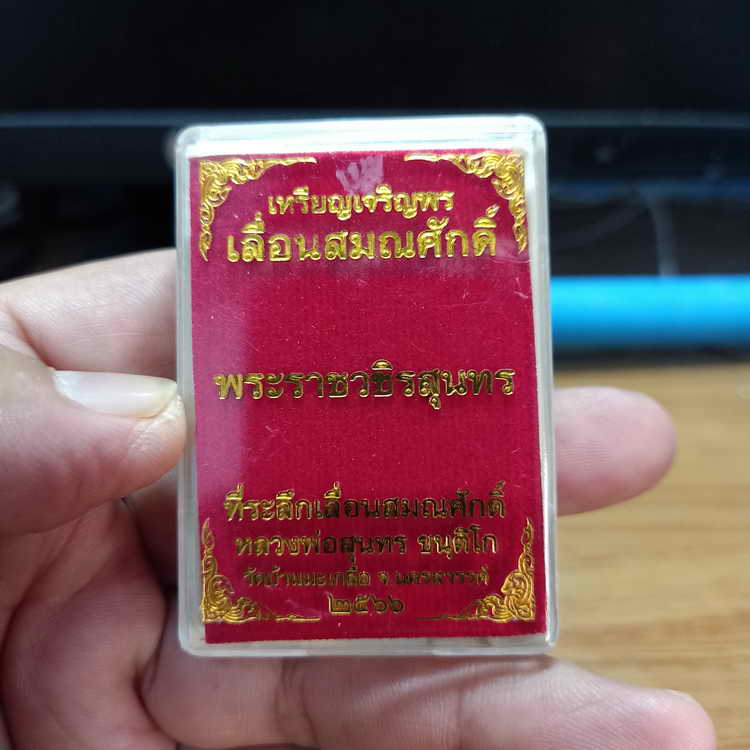 เหรียญเจริญพร
เลื่อนสมณศักดิ์
พระราชวชิรสุนทร
ที่ระลึกเลื่อนสมณศักดิ์
หลวงพ่อสุนทร ขนฺติโก
วัดบ้านมะเกลือ จ.นครสวรรค์
๒๕๖๖